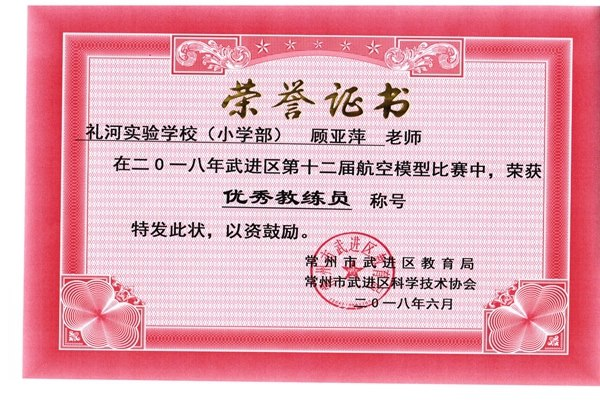 荣誉证书
礼河实验学校（小学部） 顾亚萍 老师
在二0一八年武进区第十二届航空模型比赛中，荣获
优秀教练员 称号
特发此状，以资鼓励。
常州市武进区教育局
常州市武进区科学技术协会
二0一八年六月